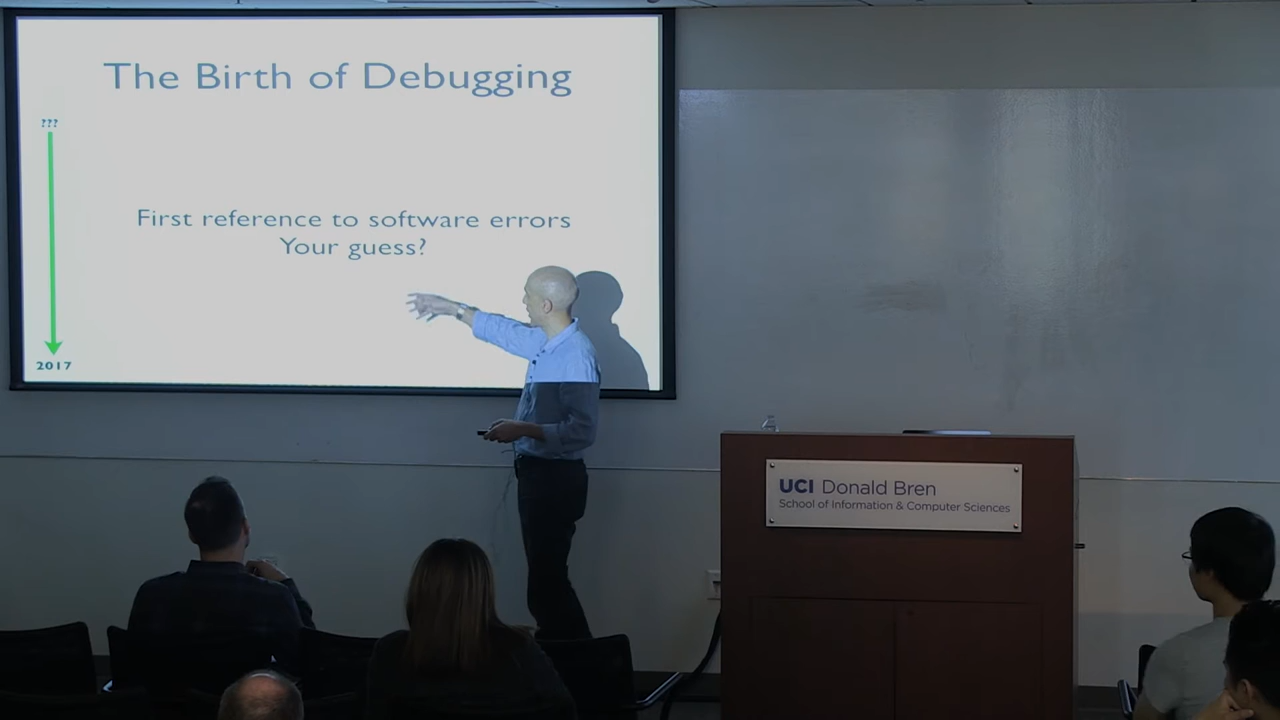 The Birth of Debugging
???
First reference to software errors
Your guess?
2017
UCI Donald Bren
School of Information & Computer Sciences